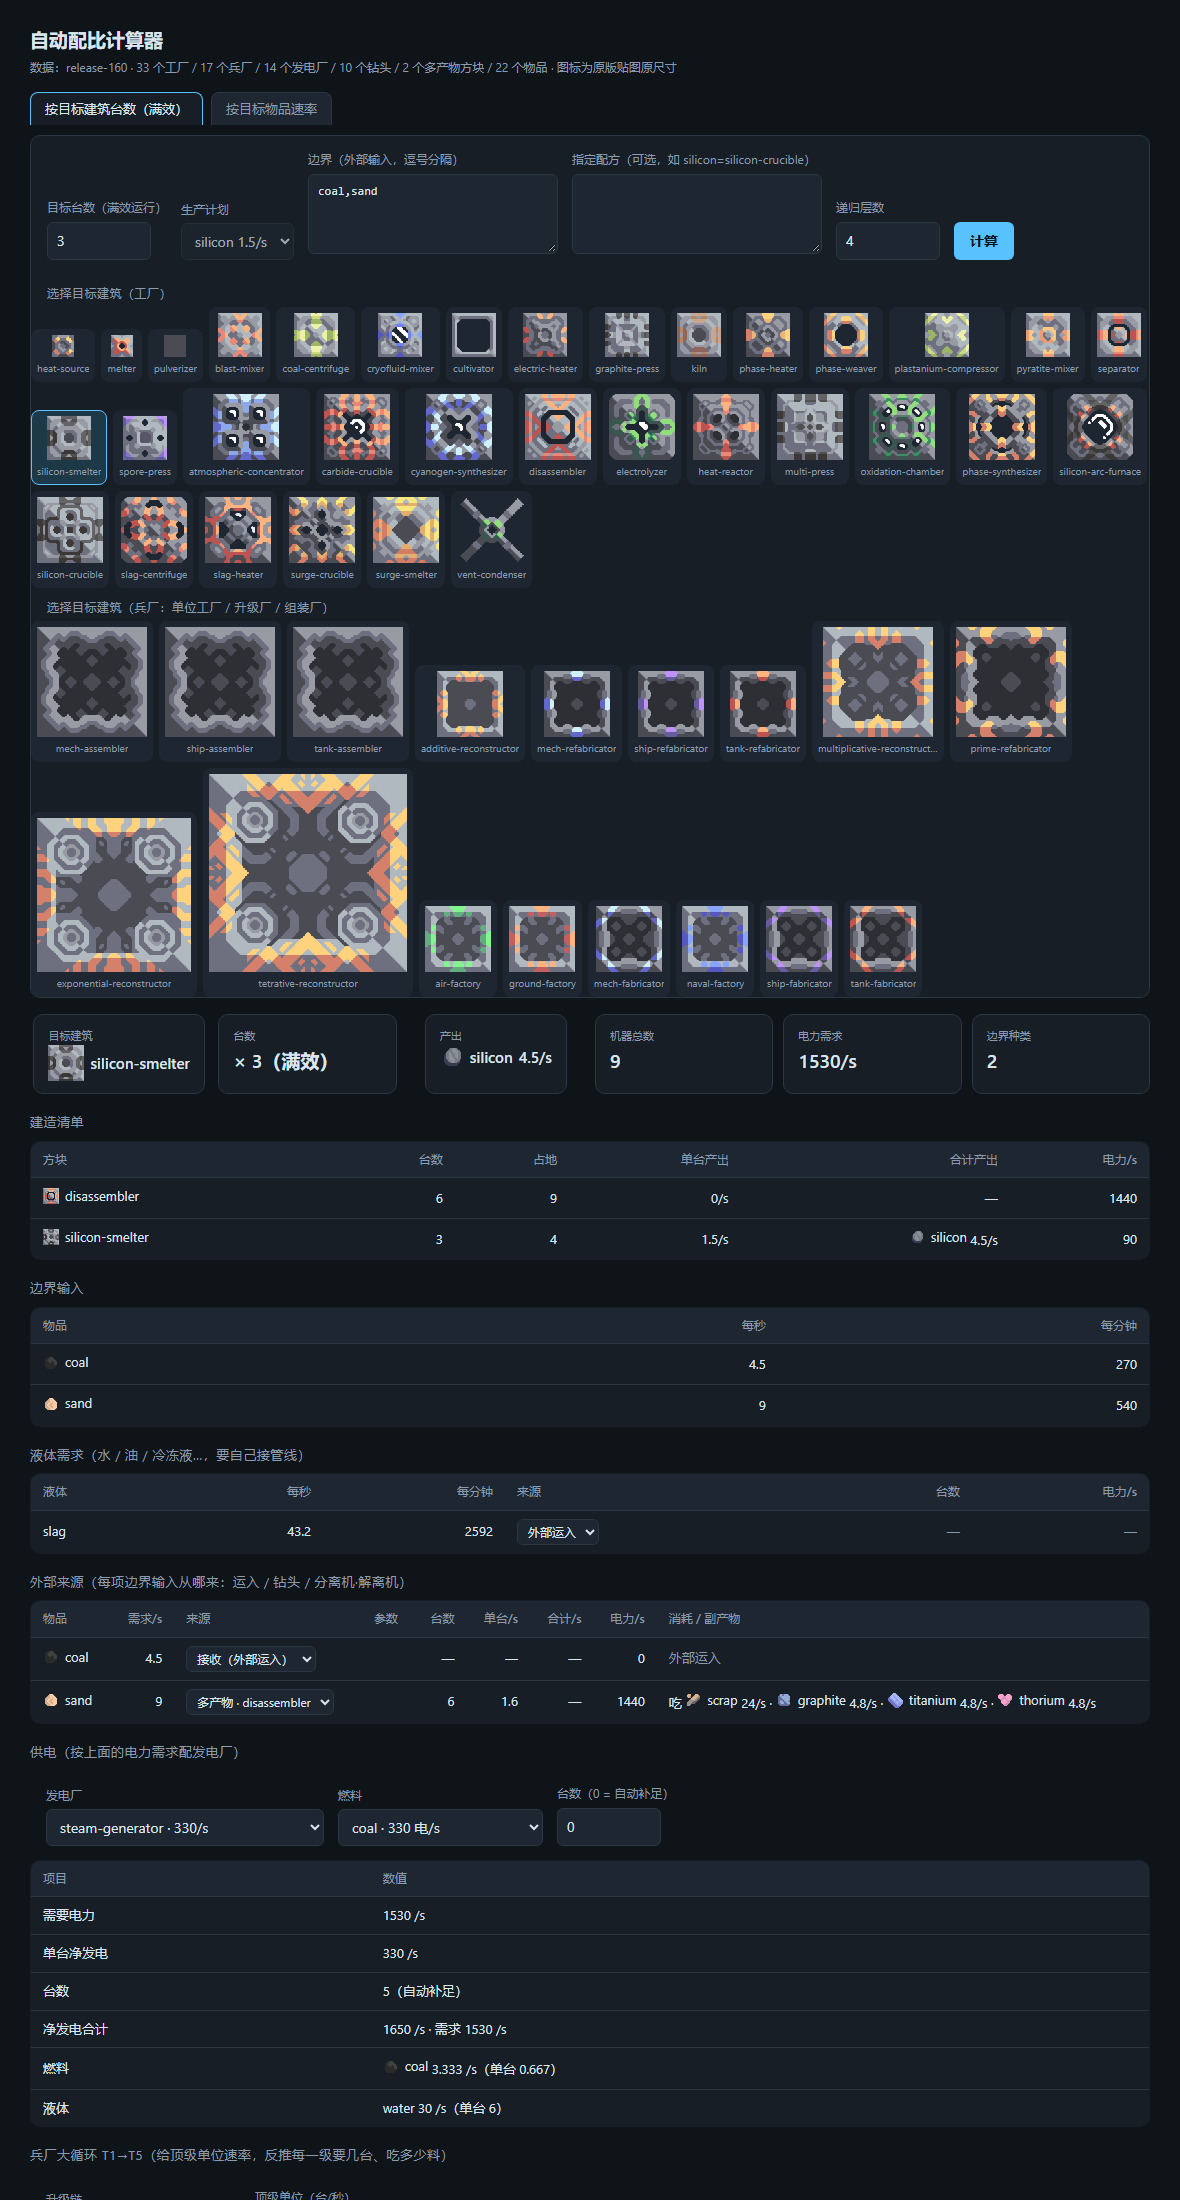 自动配比计算器
数据：release-160 · 33 个工厂 / 17 个兵厂 / 14 个发电厂 / 10 个钻头 / 2 个多产物方块 / 22 个物品 · 图标为原版贴图原尺寸
按目标建筑台数（满效） 按目标物品速率
边界（外部输入，逗号分隔） 指定配方（可选，如 silicon=silicon-crucible）
目标台数（满效运行） 生产计划 递归层数
3 silicon 1.5/s coal,sand 4 计算
选择目标建筑（工厂）
heat-source melter pulverizer blast-mixer coal-centrifuge cryofluid-mixer cultivator electric-heater graphite-press kiln phase-heater phase-weaver plastanium-compressor pyratite-mixer separator
silicon-smelter spore-press atmospheric-concentrator carbide-crucible cyanogen-synthesizer disassembler electrolyzer heat-reactor multi-press oxidation-chamber phase-synthesizer silicon-arc-furnace
silicon-crucible slag-centrifuge slag-heater surge-crucible surge-smelter vent-condenser
选择目标建筑（兵厂：单位工厂 / 升级厂 / 组装厂）
mech-assembler ship-assembler tank-assembler additive-reconstructor mech-refabricator ship-refabricator tank-refabricator multiplicative-reconstruct... prime-refabricator
exponential-reconstructor tetrative-reconstructor air-factory ground-factory mech-fabricator naval-factory ship-fabricator tank-fabricator
目标建筑 台数 产出 机器总数 电力需求 边界种类
silicon-smelter × 3（满效） silicon 4.5/s 9 1530/s 2
建造清单
方块 台数 占地 单台产出 合计产出 电力/s
disassembler 6 9 0/s — 1440
silicon-smelter 3 4 1.5/s silicon 4.5/s 90
边界输入
物品 每秒 每分钟
coal 4.5 270
sand 9 540
液体需求（水 / 油 / 冷冻液...，要自己接管线）
液体 每秒 每分钟 来源 台数 电力/s
slag 43.2 2592 外部运入 — —
外部来源（每项边界输入从哪来：运入 / 钻头 / 分离机·解离机）
物品 需求/s 来源 参数 台数 单台/s 合计/s 电力/s 消耗 / 副产物
coal 4.5 接收（外部运入） — — — 0 外部运入
sand 9 多产物 · disassembler 6 1.6 — 1440 吃 scrap 24/s · graphite 4.8/s · titanium 4.8/s · thorium 4.8/s
供电（按上面的电力需求配发电厂）
发电厂 燃料 台数（0 = 自动补足）
steam-generator · 330/s coal · 330 电/s 0
项目 数值
需要电力 1530 /s
单台净发电 330 /s
台数 5（自动补足）
净发电合计 1650 /s · 需求 1530 /s
燃料 coal 3.333 /s（单台 0.667）
液体 water 30 /s（单台 6）
兵厂大循环 T1→T5（给顶级单位速率，反推每一级要几台、吃多少料）
升级链 顶级单位（台/秒）